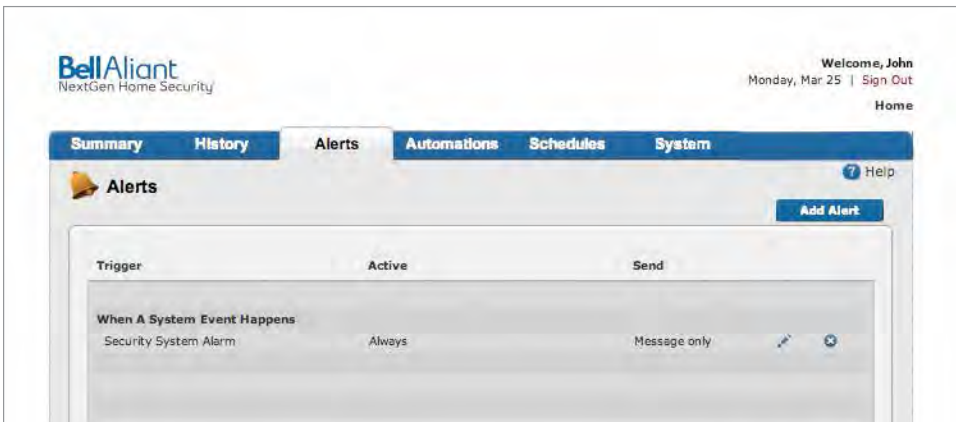 BellAliant
NextGen Home Security
Welcome, John
Monday, Mar 25 | Sign Out
Home
Summary History Alerts Automations Schedules System
? Help
Alerts
Add Alert
Trigger Active Send
When A System Event Happens
Security System Alarm Always Message only